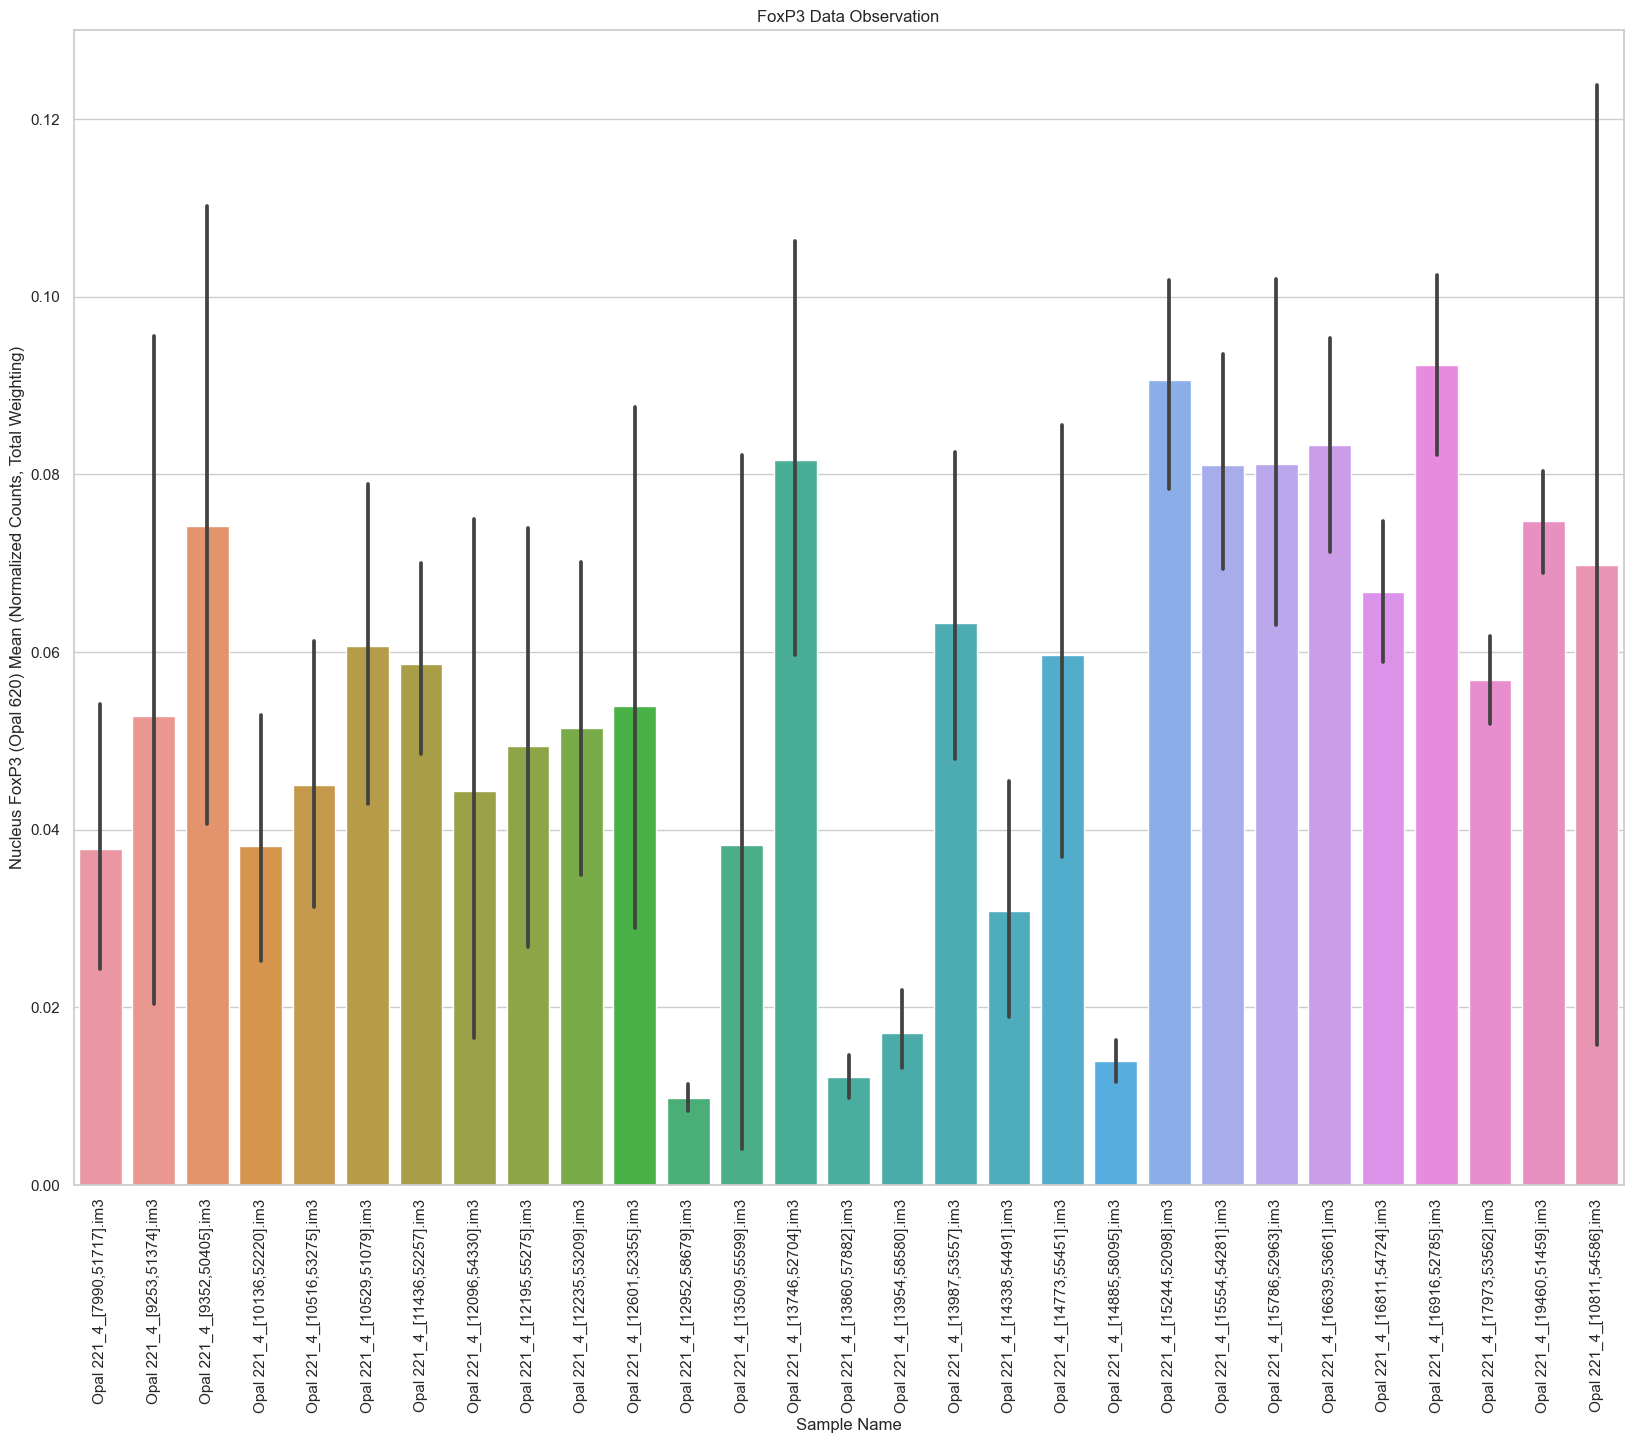 FoxP3 Data Observation
Nucleus FoxP3 (Opal 620) Mean (Normalized Counts, Total Weighting)
0.12
0.10
0.08
0.06
0.04
0.02
0.00
Opal 221_4_[7990,51717].im3
Opal 221_4_[9253,51374].im3
Opal 221_4_[9352,50405].im3
Opal 221_4_[10136,52220].im3
Opal 221_4_[10516,53275].im3
Opal 221_4_[10529,51079].im3
Opal 221_4_[11436,52257].im3
Opal 221_4_[12096,54330].im3
Opal 221_4_[12195,55275].im3
Opal 221_4_[12235,53209].im3
Opal 221_4_[12601,52355].im3
Opal 221_4_[12952,58679].im3
Opal 221_4_[13509,55599].im3
Opal 221_4_[13746,52704].im3
Opal 221_4_[13860,57882].im3
Opal 221_4_[13954,58580].im3
Opal 221_4_[13987,53557].im3
Opal 221_4_[14338,54491].im3
Opal 221_4_[14773,55451].im3
Opal 221_4_[14885,58095].im3
Opal 221_4_[15244,52098].im3
Opal 221_4_[15554,54281].im3
Opal 221_4_[15786,52963].im3
Opal 221_4_[16639,53661].im3
Opal 221_4_[16811,54724].im3
Opal 221_4_[16916,52785].im3
Opal 221_4_[17973,53562].im3
Opal 221_4_[19460,51459].im3
Opal 221_4_[10811,54586].im3
Sample Name